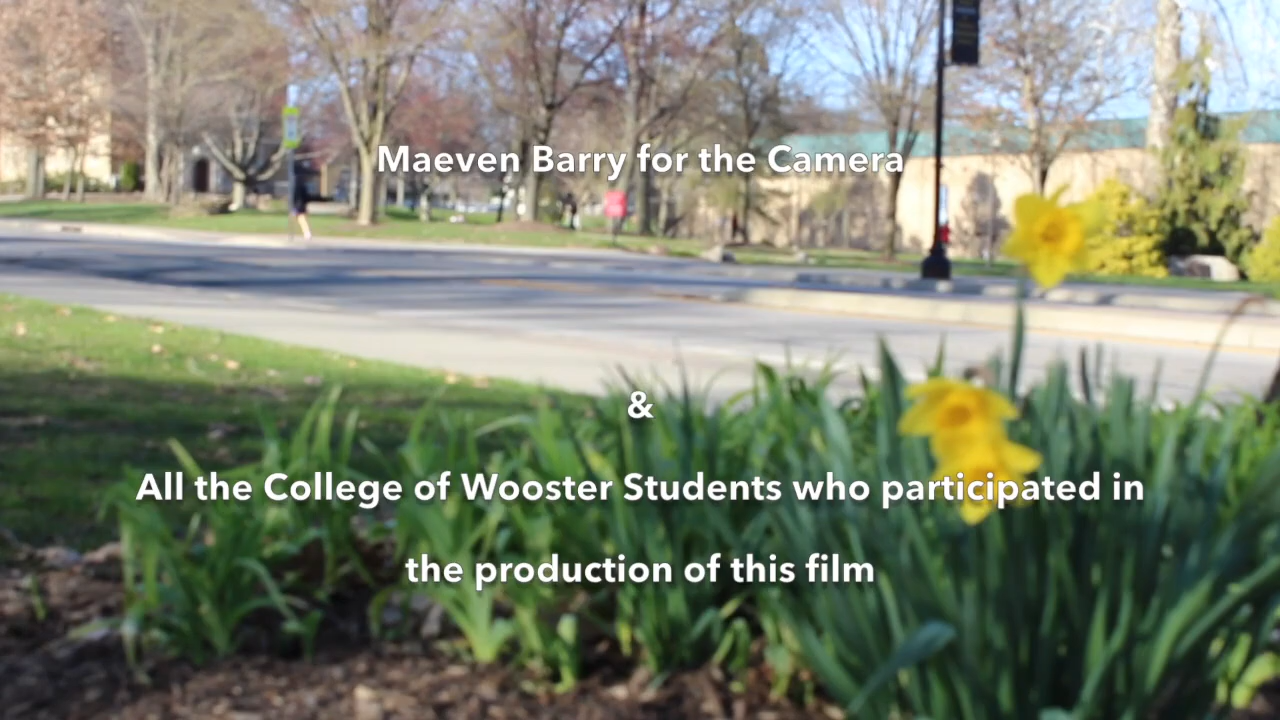 Maeven Barry for the Camera
&
All the College of Wooster Students who participated in
the production of this film